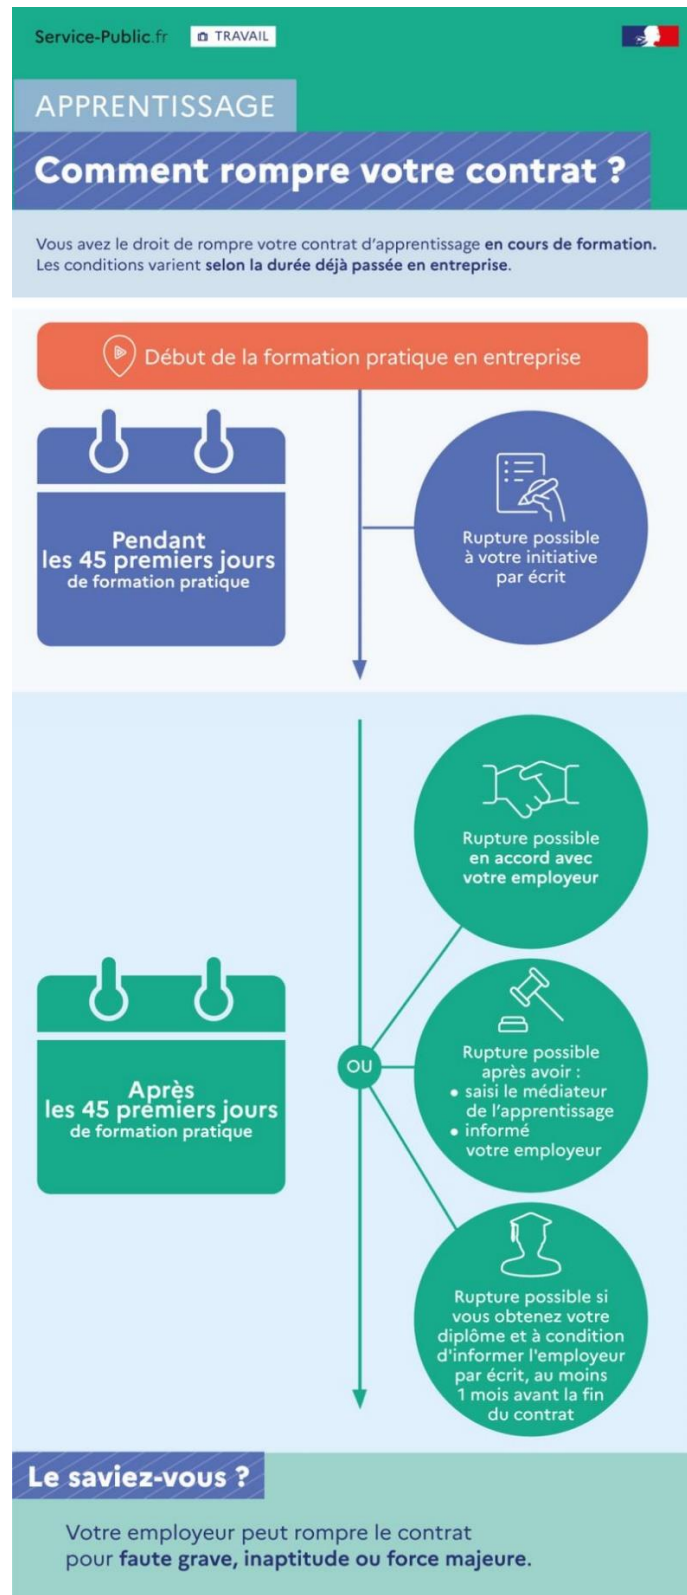 Service-Public.fr
TRAVAIL
APPRENTISSAGE
Comment rompre votre contrat ?
Vous avez le droit de rompre votre contrat d'apprentissage en cours de formation.
Les conditions varient selon la durée déjà passée en entreprise.
Début de la formation pratique en entreprise
Pendant
les 45 premiers jours
de formation pratique
Rupture possible
à votre initiative
par écrit
Rupture possible
en accord avec
votre employeur
Après
les 45 premiers jours
de formation pratique
OU
Rupture possible
après avoir :
• saisi le médiateur
de l'apprentissage
• informé
votre employeur
Rupture possible si
vous obtenez votre
diplôme et à condition
d'informer l'employeur
par écrit, au moins
1 mois avant la fin
du contrat
Le saviez-vous ?
Votre employeur peut rompre le contrat
pour faute grave, inaptitude ou force majeure.